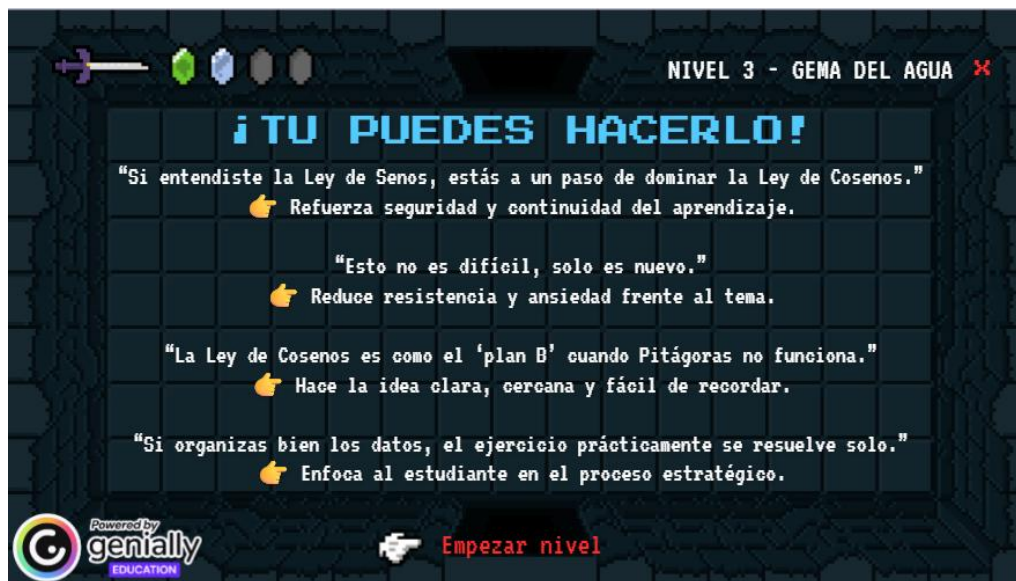 NIVEL 3 - GEMA DEL AGUA X
¡TU PUEDES HACERLO!
“Si entendiste la Ley de Senos, estás a un paso de dominar la Ley de Cosenos.”
👉 Refuerza seguridad y continuidad del aprendizaje.
“Esto no es difícil, solo es nuevo.”
👉 Reduce resistencia y ansiedad frente al tema.
“La Ley de Cosenos es como el ‘plan B’ cuando Pitágoras no funciona.”
👉 Hace la idea clara, cercana y fácil de recordar.
“Si organizas bien los datos, el ejercicio prácticamente se resuelve solo.”
👉 Enfoca al estudiante en el proceso estratégico.
Empezar nivel
Powered by
genially
EDUCATION